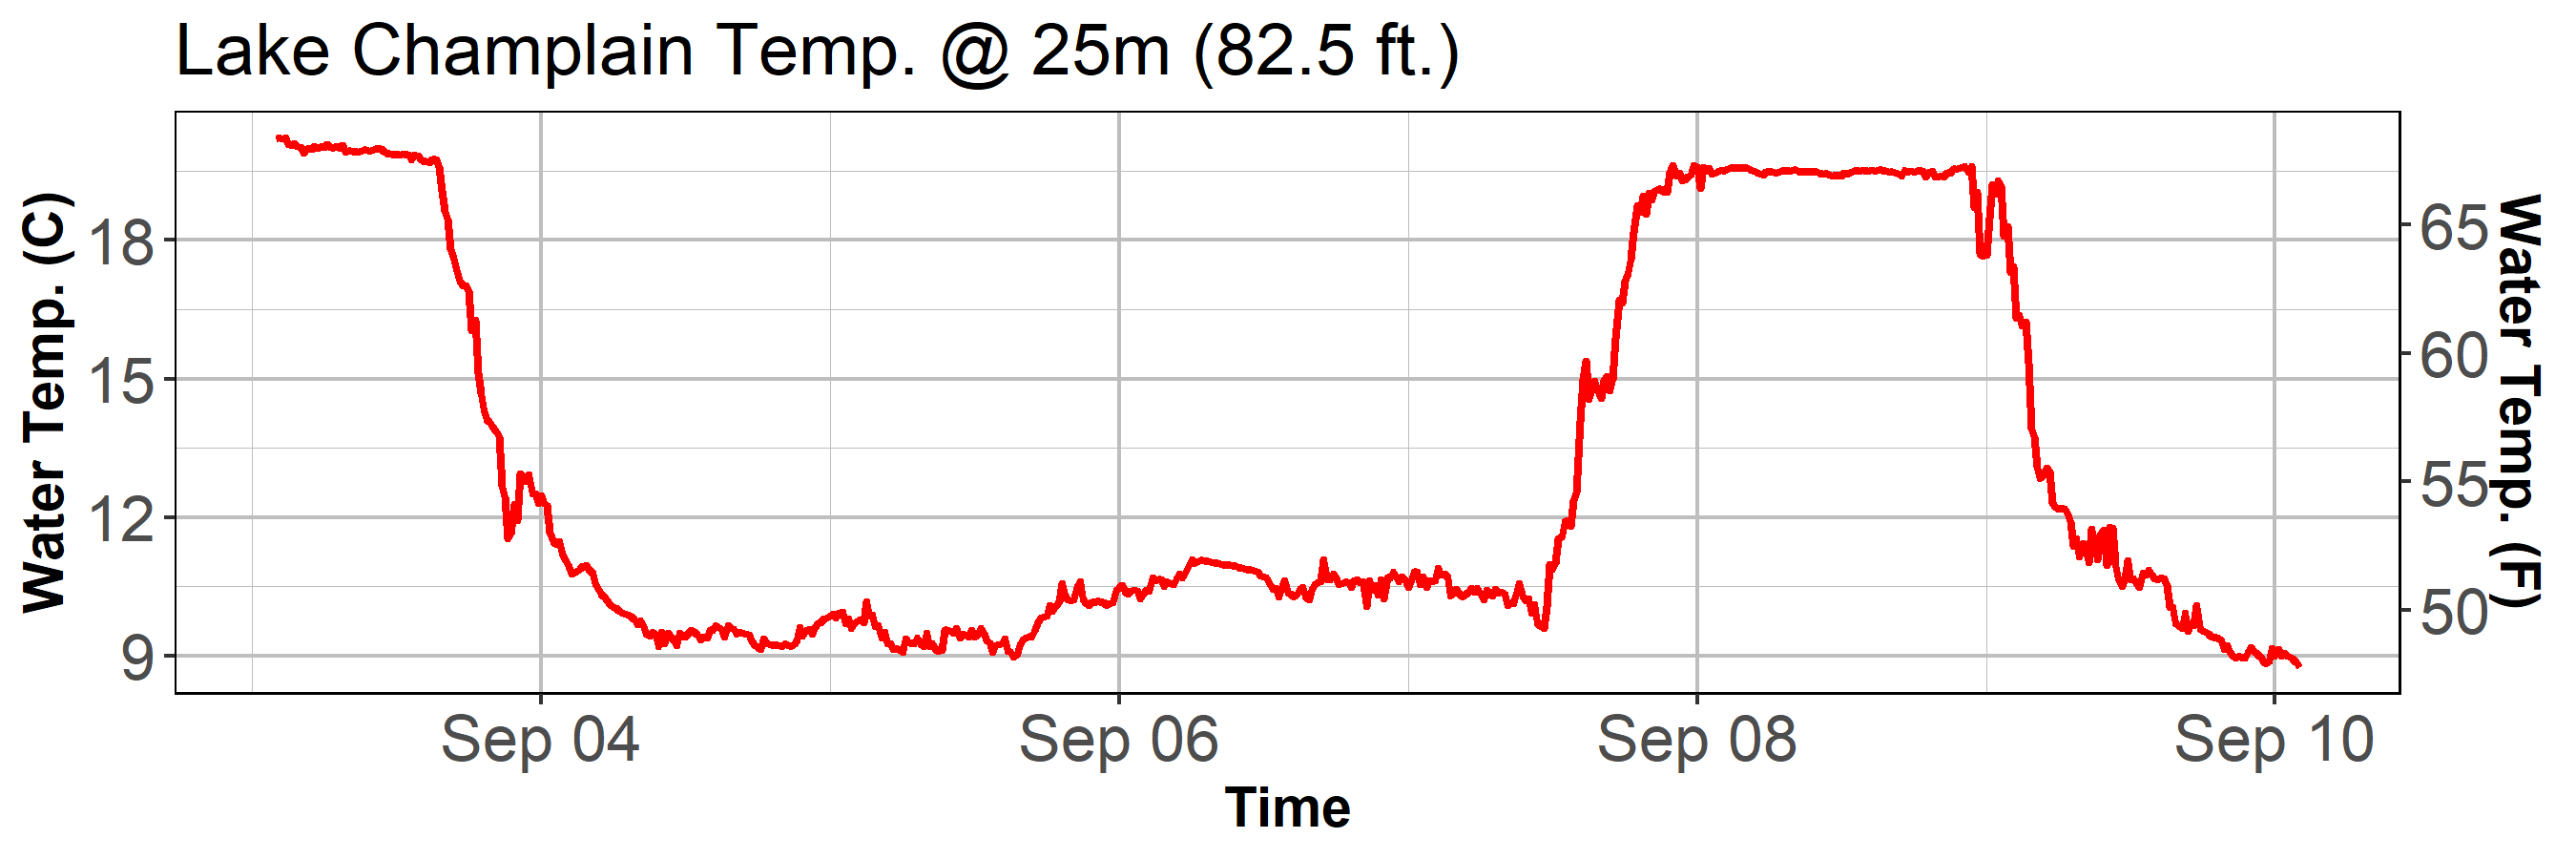 Lake Champlain Temp. @ 25m (82.5 ft.)
Water Temp. (C)
18
15
12
9
65
60
55
50
Water Temp. (F)
Sep 04
Sep 06
Sep 08
Sep 10
Time